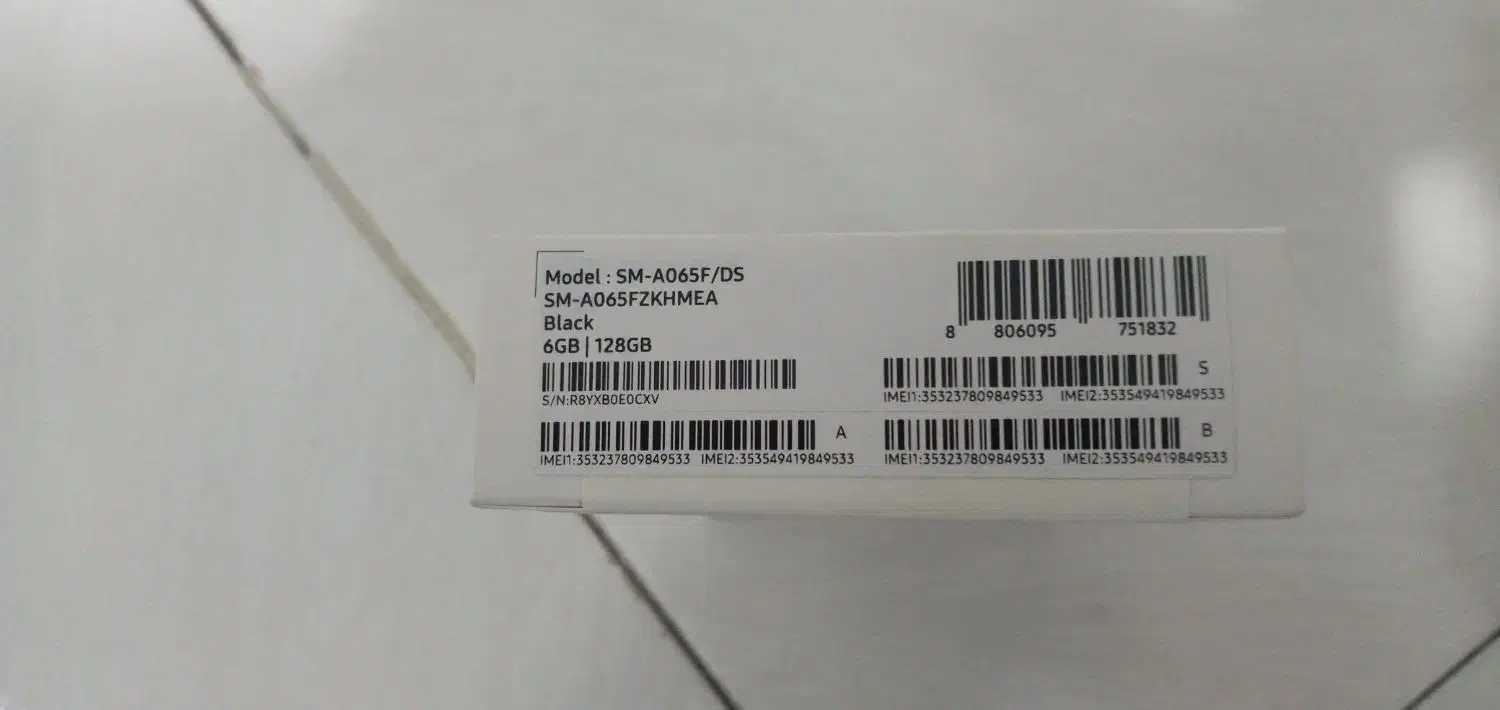 Model : SM-A065F/DS
SM-A065FZKHMEA
Black
6GB | 128GB
S/N:R8YXB0E0CXV
8 806095 751832
S
IMEI1:353237809849533 IMEI2:353549419849533
A
IMEI1:353237809849533 IMEI2:353549419849533
B
IMEI1:353237809849533 IMEI2:353549419849533